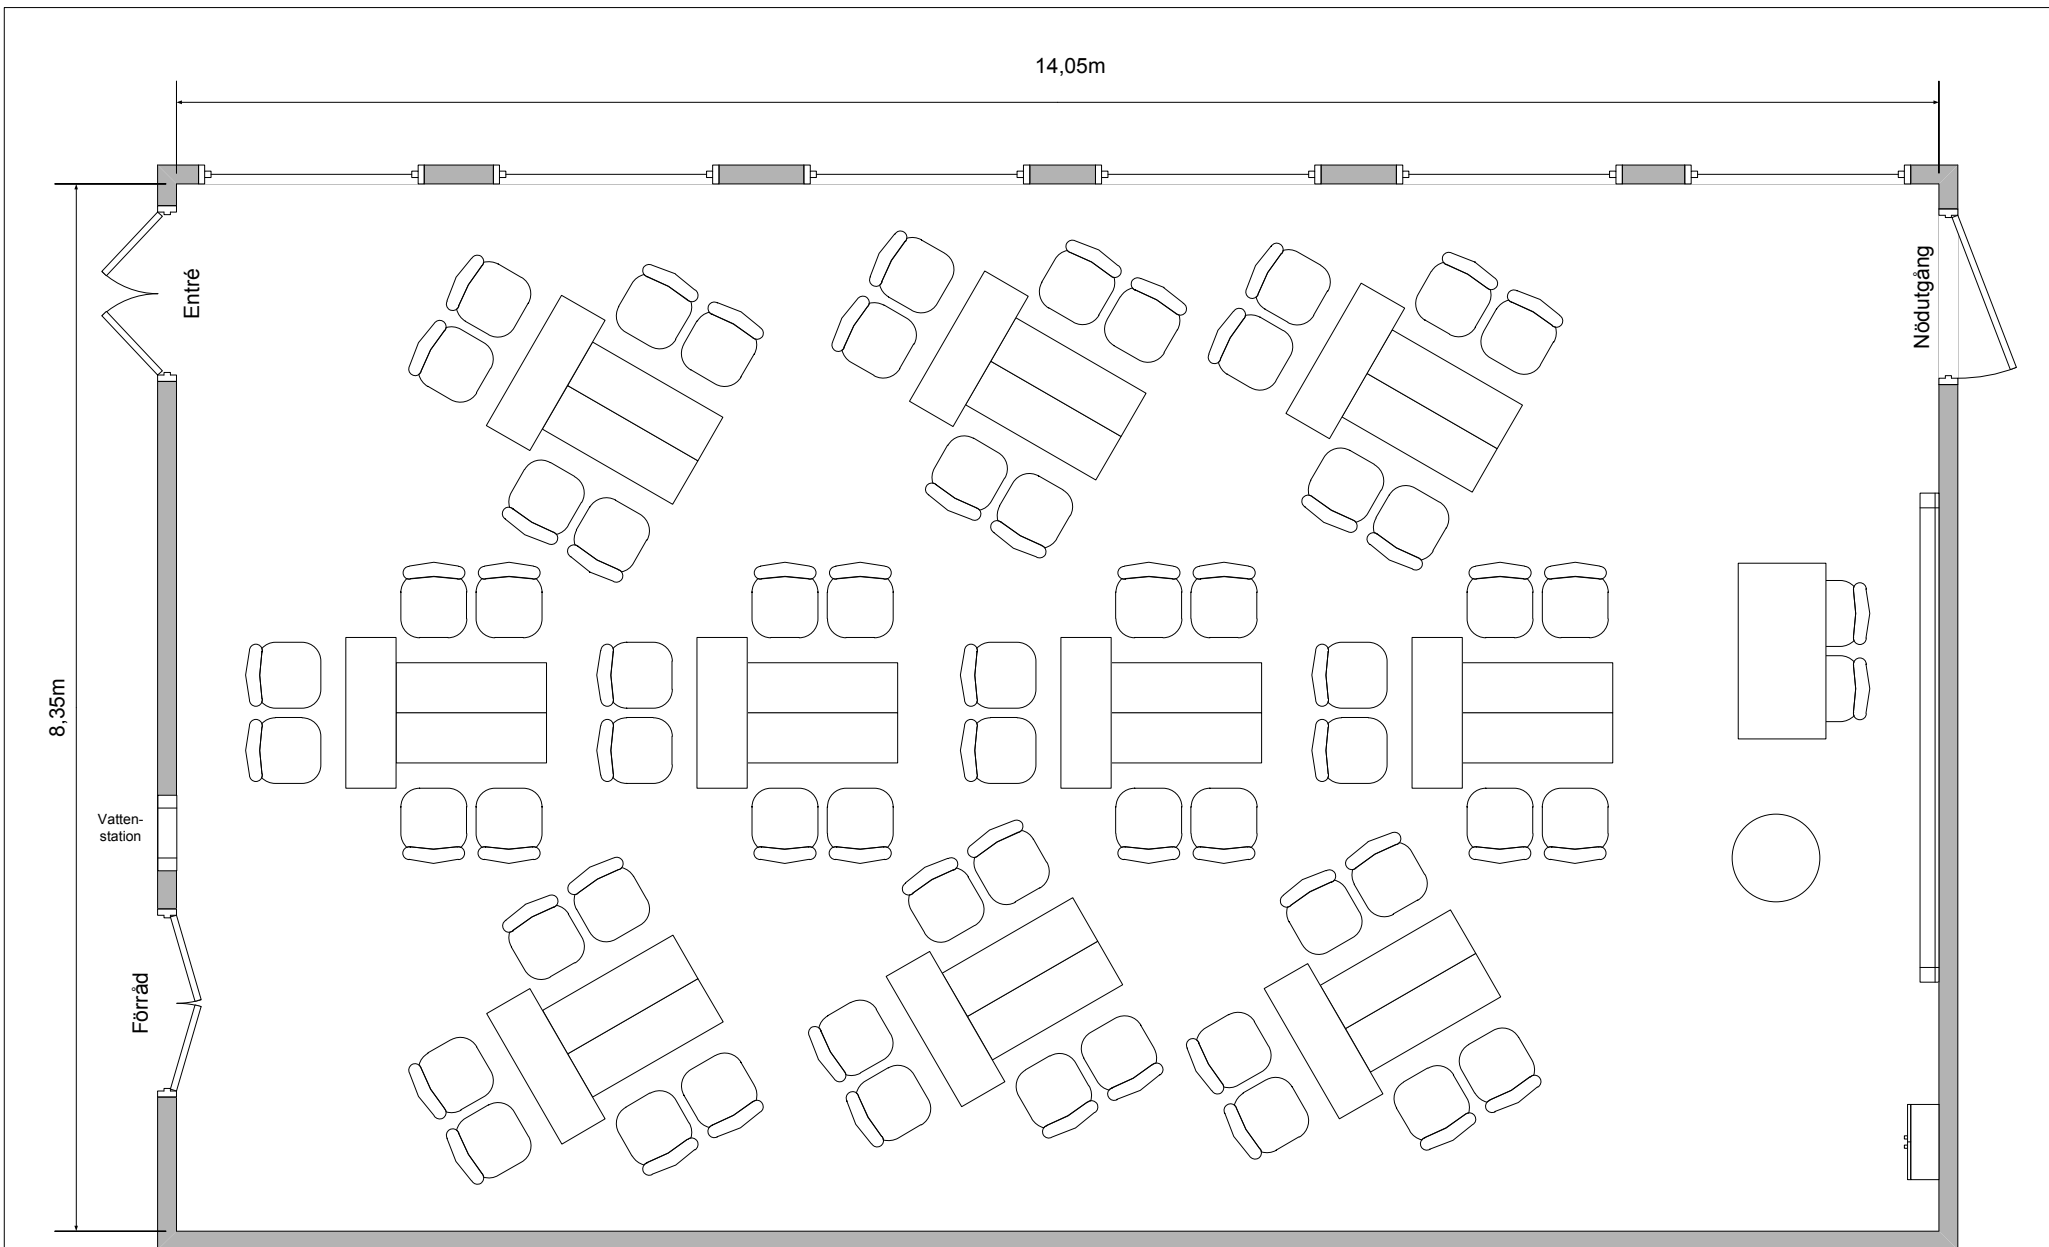 14,05m
Entré
Nödutgång
8,35m
Vatten-
station
Förråd